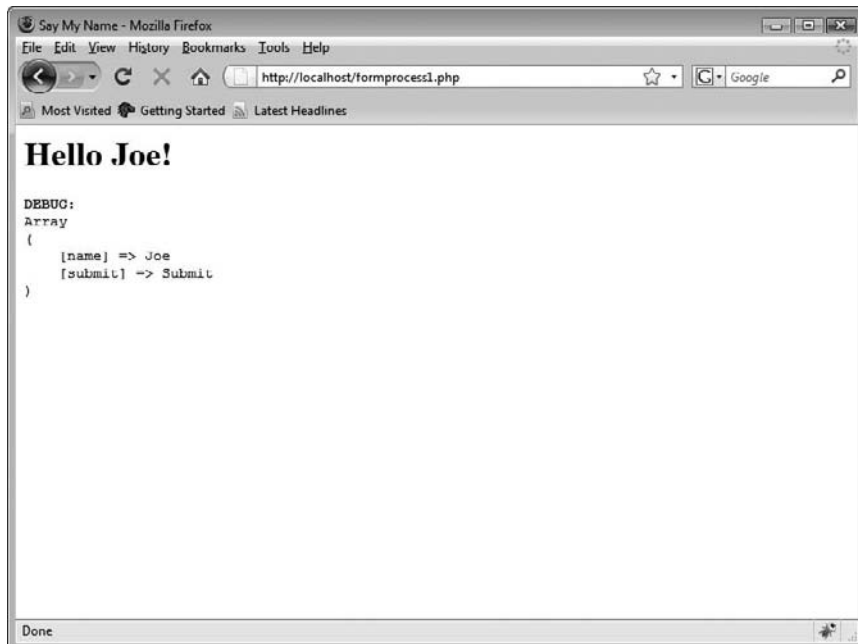 Say My Name - Mozilla Firefox
File Edit View History Bookmarks Tools Help
http://localhost/formprocess1.php
G Google
Most Visited Getting Started Latest Headlines
Hello Joe!
DEBUG:
Array
(
[name] => Joe
[submit] => Submit
)
Done